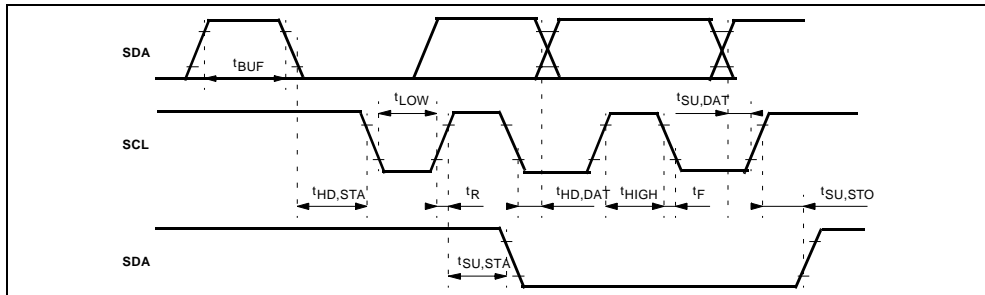 SDA
tBUF
tLOW
tSU,DAT
SCL
tHD,STA
tR
tHD,DAT
tHIGH
tF
tSU,STO
SDA
tSU,STA